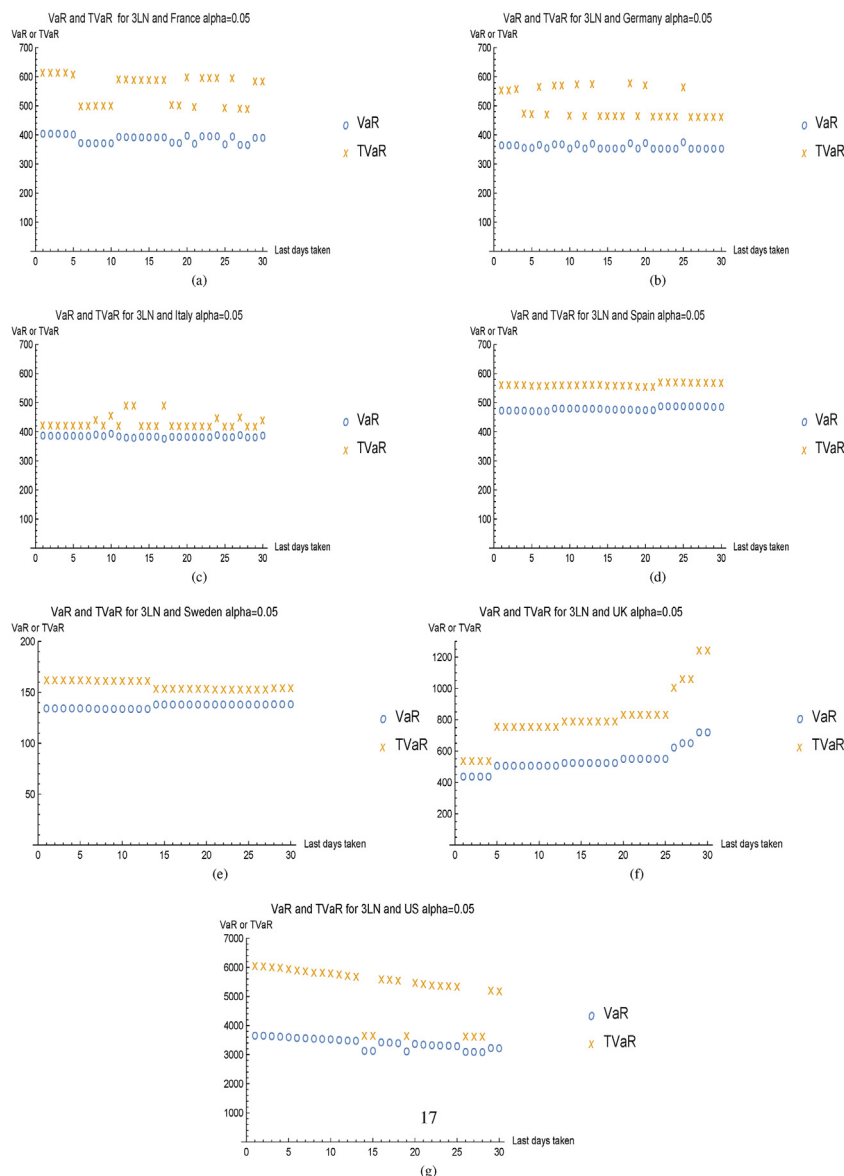 VaR and TVaR for 3LN and France alpha=0.05
VaR or TVaR
700
600
500
400
300
200
100
0 5 10 15 20 25 30
Last days taken
o VaR
x TVaR
(a)
VaR and TVaR for 3LN and Germany alpha=0.05
VaR or TVaR
700
600
500
400
300
200
100
0 5 10 15 20 25 30
Last days taken
o VaR
x TVaR
(b)
VaR and TVaR for 3LN and Italy alpha=0.05
VaR or TVaR
700
600
500
400
300
200
100
0 5 10 15 20 25 30
Last days taken
o VaR
x TVaR
(c)
VaR and TVaR for 3LN and Spain alpha=0.05
VaR or TVaR
700
600
500
400
300
200
100
0 5 10 15 20 25 30
Last days taken
o VaR
x TVaR
(d)
VaR and TVaR for 3LN and Sweden alpha=0.05
VaR or TVaR
200
150
100
50
0 5 10 15 20 25 30
Last days taken
o VaR
x TVaR
(e)
VaR and TVaR for 3LN and UK alpha=0.05
VaR or TVaR
1200
1000
800
600
400
200
0 5 10 15 20 25 30
Last days taken
o VaR
x TVaR
(f)
VaR and TVaR for 3LN and US alpha=0.05
VaR or TVaR
7000
6000
5000
4000
3000
2000
1000
0 5 10 15 20 25 30
Last days taken
o VaR
x TVaR
17
(g)